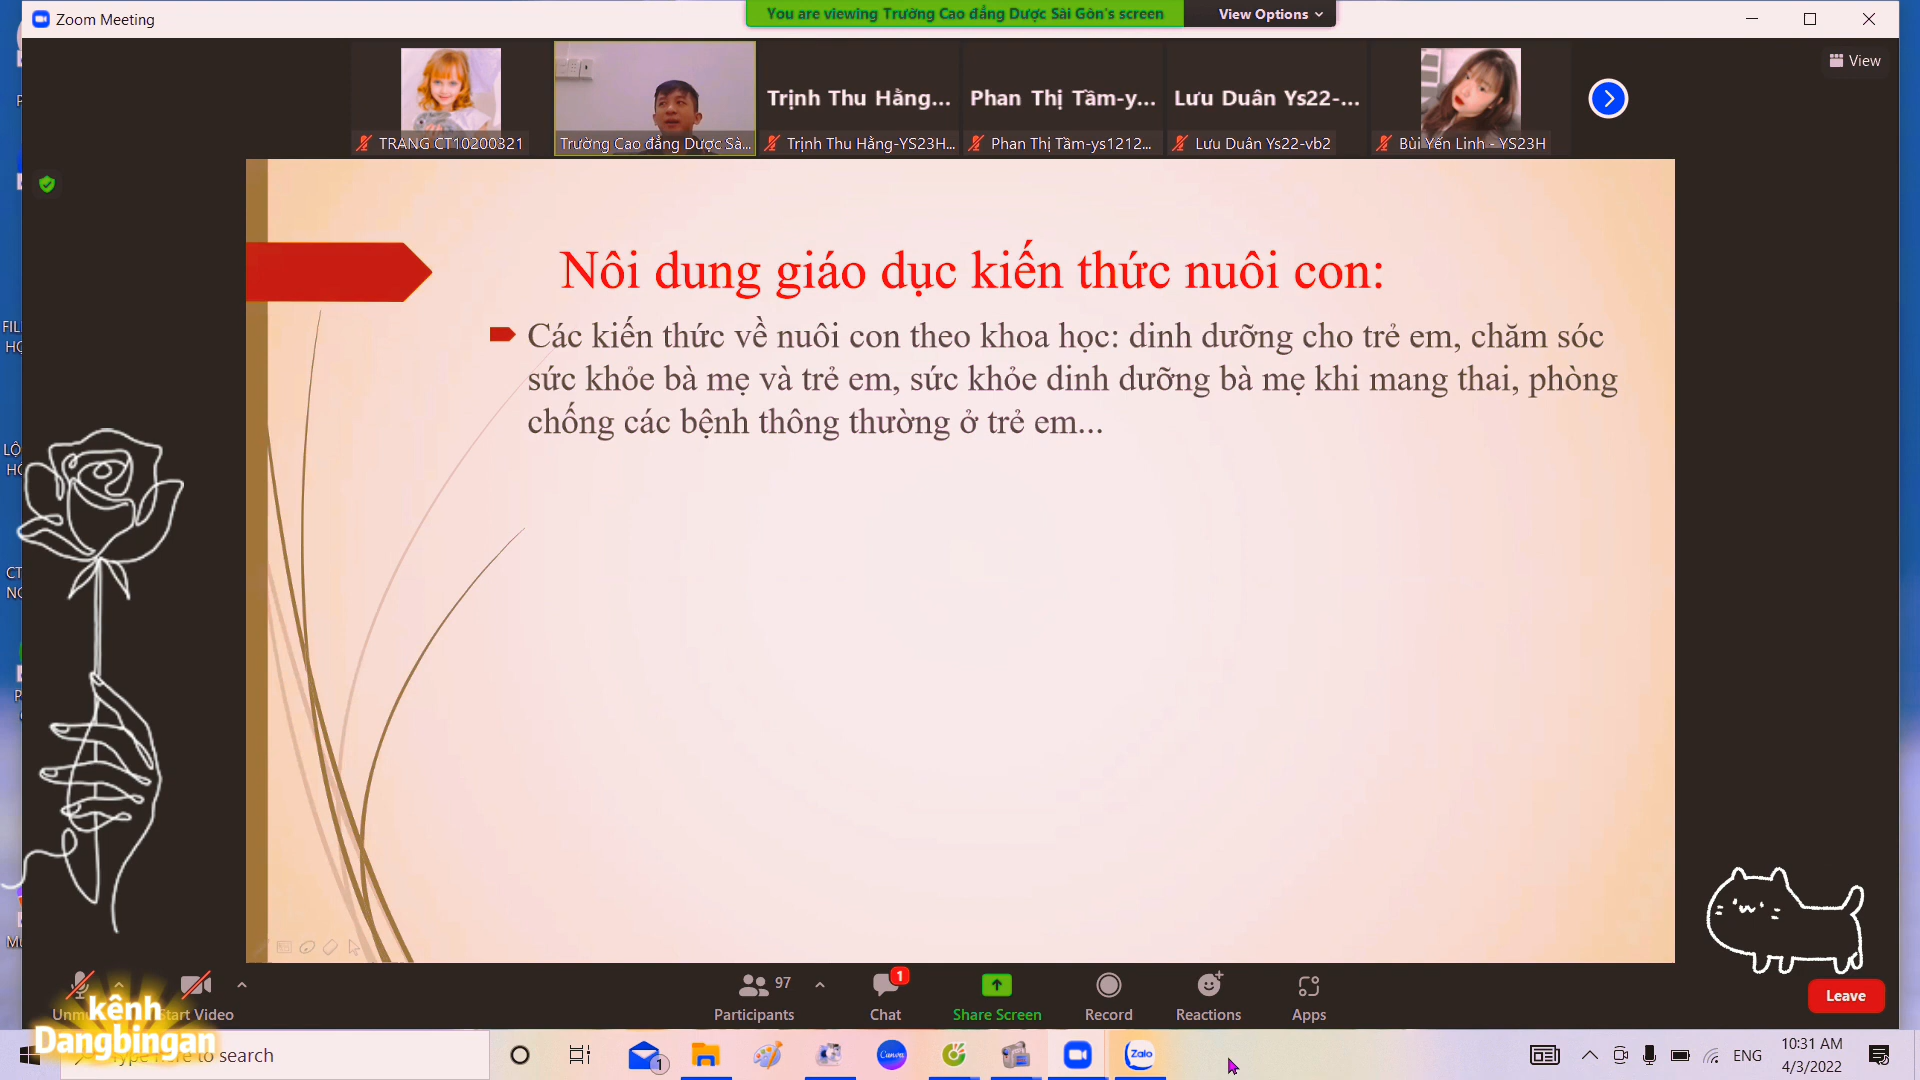 Zoom Meeting
You are viewing Trường Cao đẳng Dược Sài Gòn's screen
View Options
View
Trịnh Thu Hằng...
Phan Thị Tầm-y...
Lưu Duân Ys22-...
TRANG CT10200321
Trường Cao đẳng Dược Sà...
Trịnh Thu Hằng-YS23H...
Phan Thị Tầm-ys1212...
Lưu Duân Ys22-vb2
Bùi Yến Linh - YS23H
Nôi dung giáo dục kiến thức nuôi con:
Các kiến thức về nuôi con theo khoa học: dinh dưỡng cho trẻ em, chăm sóc
sức khỏe bà mẹ và trẻ em, sức khỏe dinh dưỡng bà mẹ khi mang thai, phòng
chống các bệnh thông thường ở trẻ em...
97
1
Participants
Chat
Share Screen
Record
Reactions
Apps
Leave
Start Video
kênh
Dangbingan
to search
1
Canva
Zalo
ENG
10:31 AM
4/3/2022